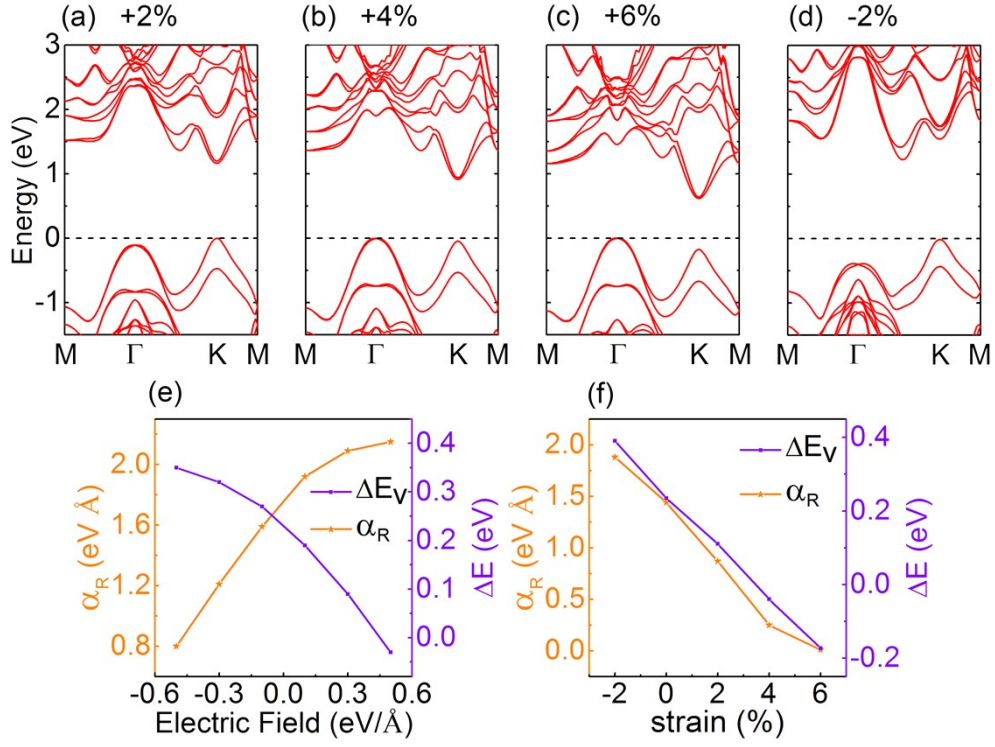 (a) +2%
(b) +4%
(c) +6%
(d) -2%
Energy (eV)
3
2
1
0
-1
M Γ K M
M Γ K M
M Γ K M
M Γ K M
(e)
α_R (eV Å)
2.0
1.6
1.2
0.8
ΔE_V
α_R
0.4
0.3
0.2
0.1
0.0
ΔE (eV)
-0.6 -0.3 0.0 0.3 0.6
Electric Field (eV/Å)
(f)
α_R (eV Å)
2.0
1.5
1.0
0.5
0.0
ΔE_V
α_R
0.4
0.2
0.0
-0.2
ΔE (eV)
-2 0 2 4 6
strain (%)